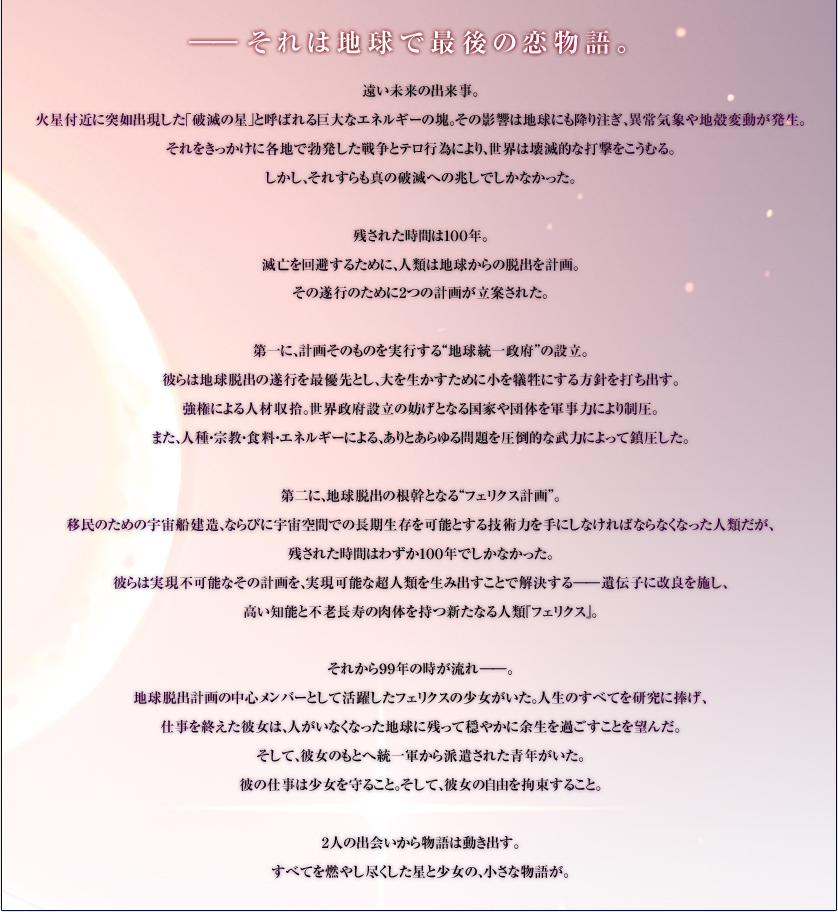 ――それは地球で最後の恋物語。
遠い未来の出来事。
火星付近に突如出現した「破滅の星」と呼ばれる巨大なエネルギーの塊。その影響は地球にも降り注ぎ、異常気象や地殻変動が発生。
それをきっかけに各地で勃発した戦争とテロ行為により、世界は壊滅的な打撃をこうむる。
しかし、それすらも真の破滅への兆しでしかなかった。
残された時間は100年。
滅亡を回避するために、人類は地球からの脱出を計画。
その遂行のために2つの計画が立案された。
第一に、計画そのものを実行する“地球統一政府”の設立。
彼らは地球脱出の遂行を最優先とし、大を生かすために小を犠牲にする方針を打ち出す。
強権による人材収拾。世界政府設立の妨げとなる国家や団体を軍事力により制圧。
また、人種・宗教・食料・エネルギーによる、ありとあらゆる問題を圧倒的な武力によって鎮圧した。
第二に、地球脱出の根幹となる“フェリクス計画”。
移民のための宇宙船建造、ならびに宇宙空間での長期生存を可能とする技術力を手にしなければならなくなった人類だが、
残された時間はわずか100年でしかなかった。
彼らは実現不可能なその計画を、実現可能な超人類を生み出すことで解決する――遺伝子に改良を施し、
高い知能と不老長寿の肉体を持つ新たなる人類『フェリクス』。
それから99年の時が流れ――。
地球脱出計画の中心メンバーとして活躍したフェリクスの少女がいた。人生のすべてを研究に捧げ、
仕事を終えた彼女は、人がいなくなった地球に残って穏やかに余生を過ごすことを望んだ。
そして、彼女のもとへ統一軍から派遣された青年がいた。
彼の仕事は少女を守ること。そして、彼女の自由を拘束すること。
2人の出会いから物語は動き出す。
すべてを燃やし尽くした星と少女の、小さな物語が。